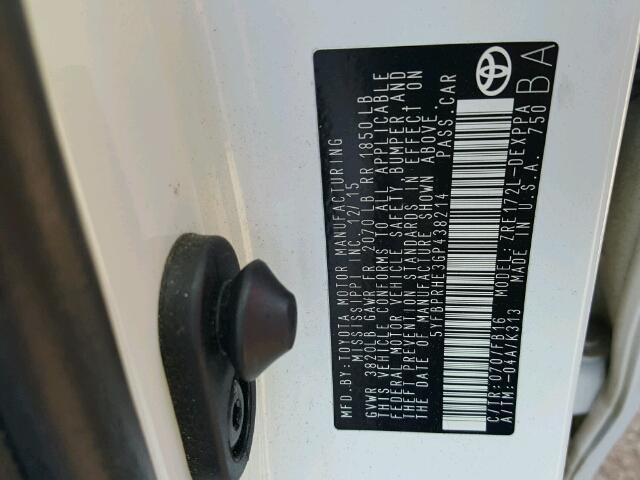 MFD.BY:TOYOTA MOTOR MANUFACTURING
MISSISSIPPI INC. 12/15
GVWR 3820LB GAWR FR 2070 LB RR 1850LB
THIS VEHICLE CONFORMS TO ALL APPLICABLE
FEDERAL MOTOR VEHICLE SAFETY, BUMPER, AND
THEFT PREVENTION STANDARDS IN EFFECT ON
THE DATE OF MANUFACTURE SHOWN ABOVE.
5YFBPRHE3GP438214 PASS.CAR
C/TR: 070/FB16 MODEL: ZRE172L-DEXPPA
A/TM:-04A/K313 MADE IN U.S.A. 750
BA